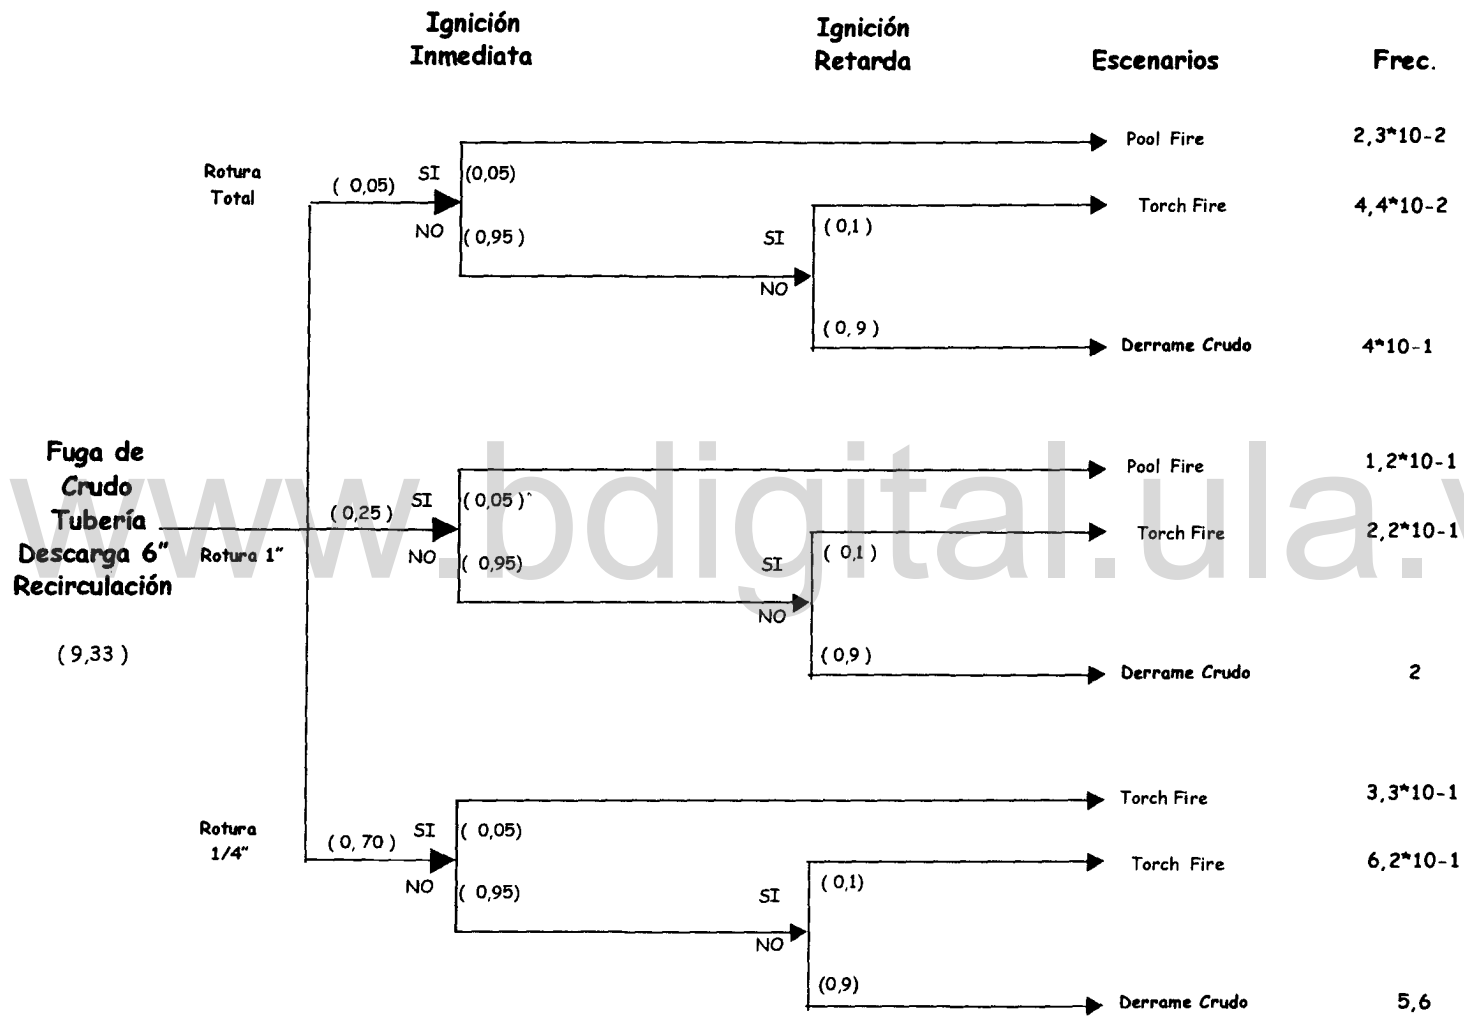 Ignición
Inmediata
Ignición
Retarda
Escenarios
Frec.
Pool Fire
2,3*10-2
Rotura
Total
( 0,05)
SI
(0,05)
Torch Fire
4,4*10-2
NO
( 0,95 )
SI
( 0,1 )
NO
( 0,9 )
Derrame Crudo
4*10-1
Fuga de
Crudo
Tubería
Descarga 6"
Recirculación
( 9,33 )
Pool Fire
1,2*10-1
( 0,25 )
SI
( 0,05 )
Rotura 1"
NO
( 0,95)
Torch Fire
2,2*10-1
SI
( 0,1 )
NO
( 0,9 )
Derrame Crudo
2
www.bdigital.ula.v
Torch Fire
3,3*10-1
Rotura
1/4"
( 0, 70 )
SI
( 0,05)
NO
( 0,95)
Torch Fire
6,2*10-1
SI
( 0,1)
NO
(0,9)
Derrame Crudo
5,6